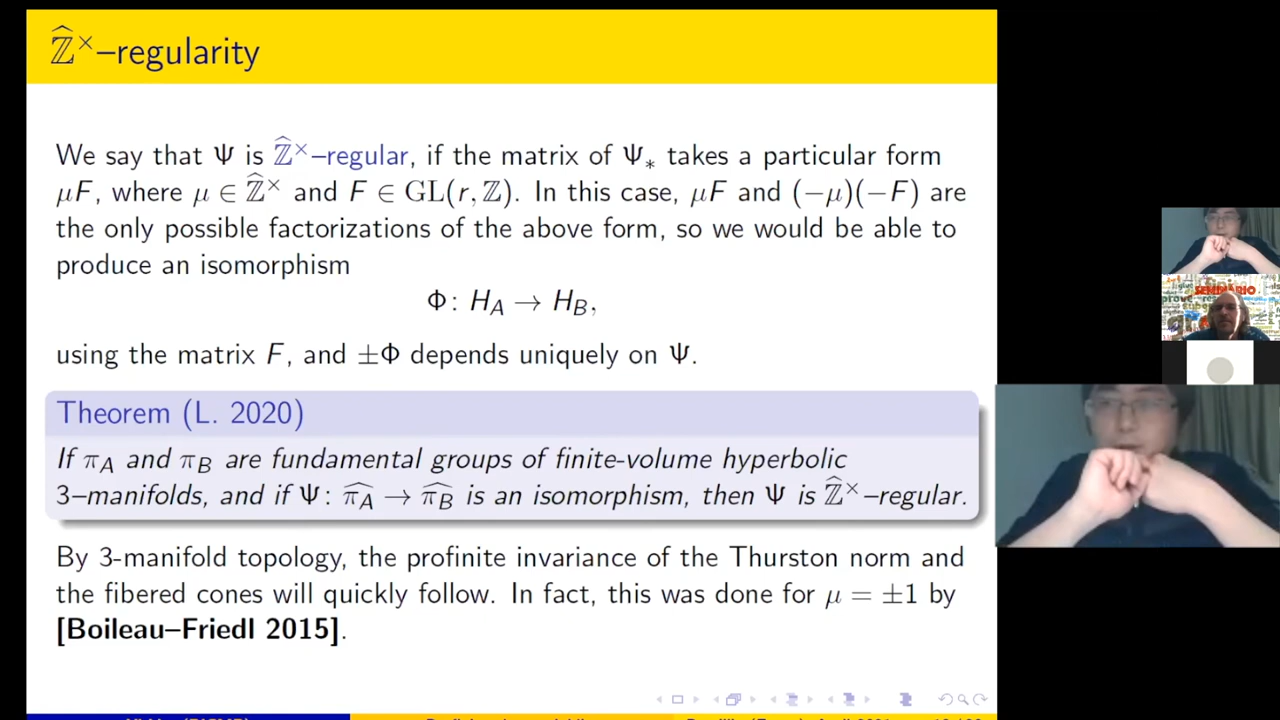 Ẑ×–regularity
We say that Ψ is Ẑ×–regular, if the matrix of Ψ∗ takes a particular form
μF, where μ ∈ Ẑ× and F ∈ GL(r, ℤ). In this case, μF and (−μ)(−F) are
the only possible factorizations of the above form, so we would be able to
produce an isomorphism
Φ: H_A → H_B,
using the matrix F, and ±Φ depends uniquely on Ψ.
Theorem (L. 2020)
If π_A and π_B are fundamental groups of finite-volume hyperbolic
3–manifolds, and if Ψ: π̂_A → π̂_B is an isomorphism, then Ψ is Ẑ×–regular.
By 3-manifold topology, the profinite invariance of the Thurston norm and
the fibered cones will quickly follow. In fact, this was done for μ = ±1 by
[Boileau–Friedl 2015].
SEMINÁRIO